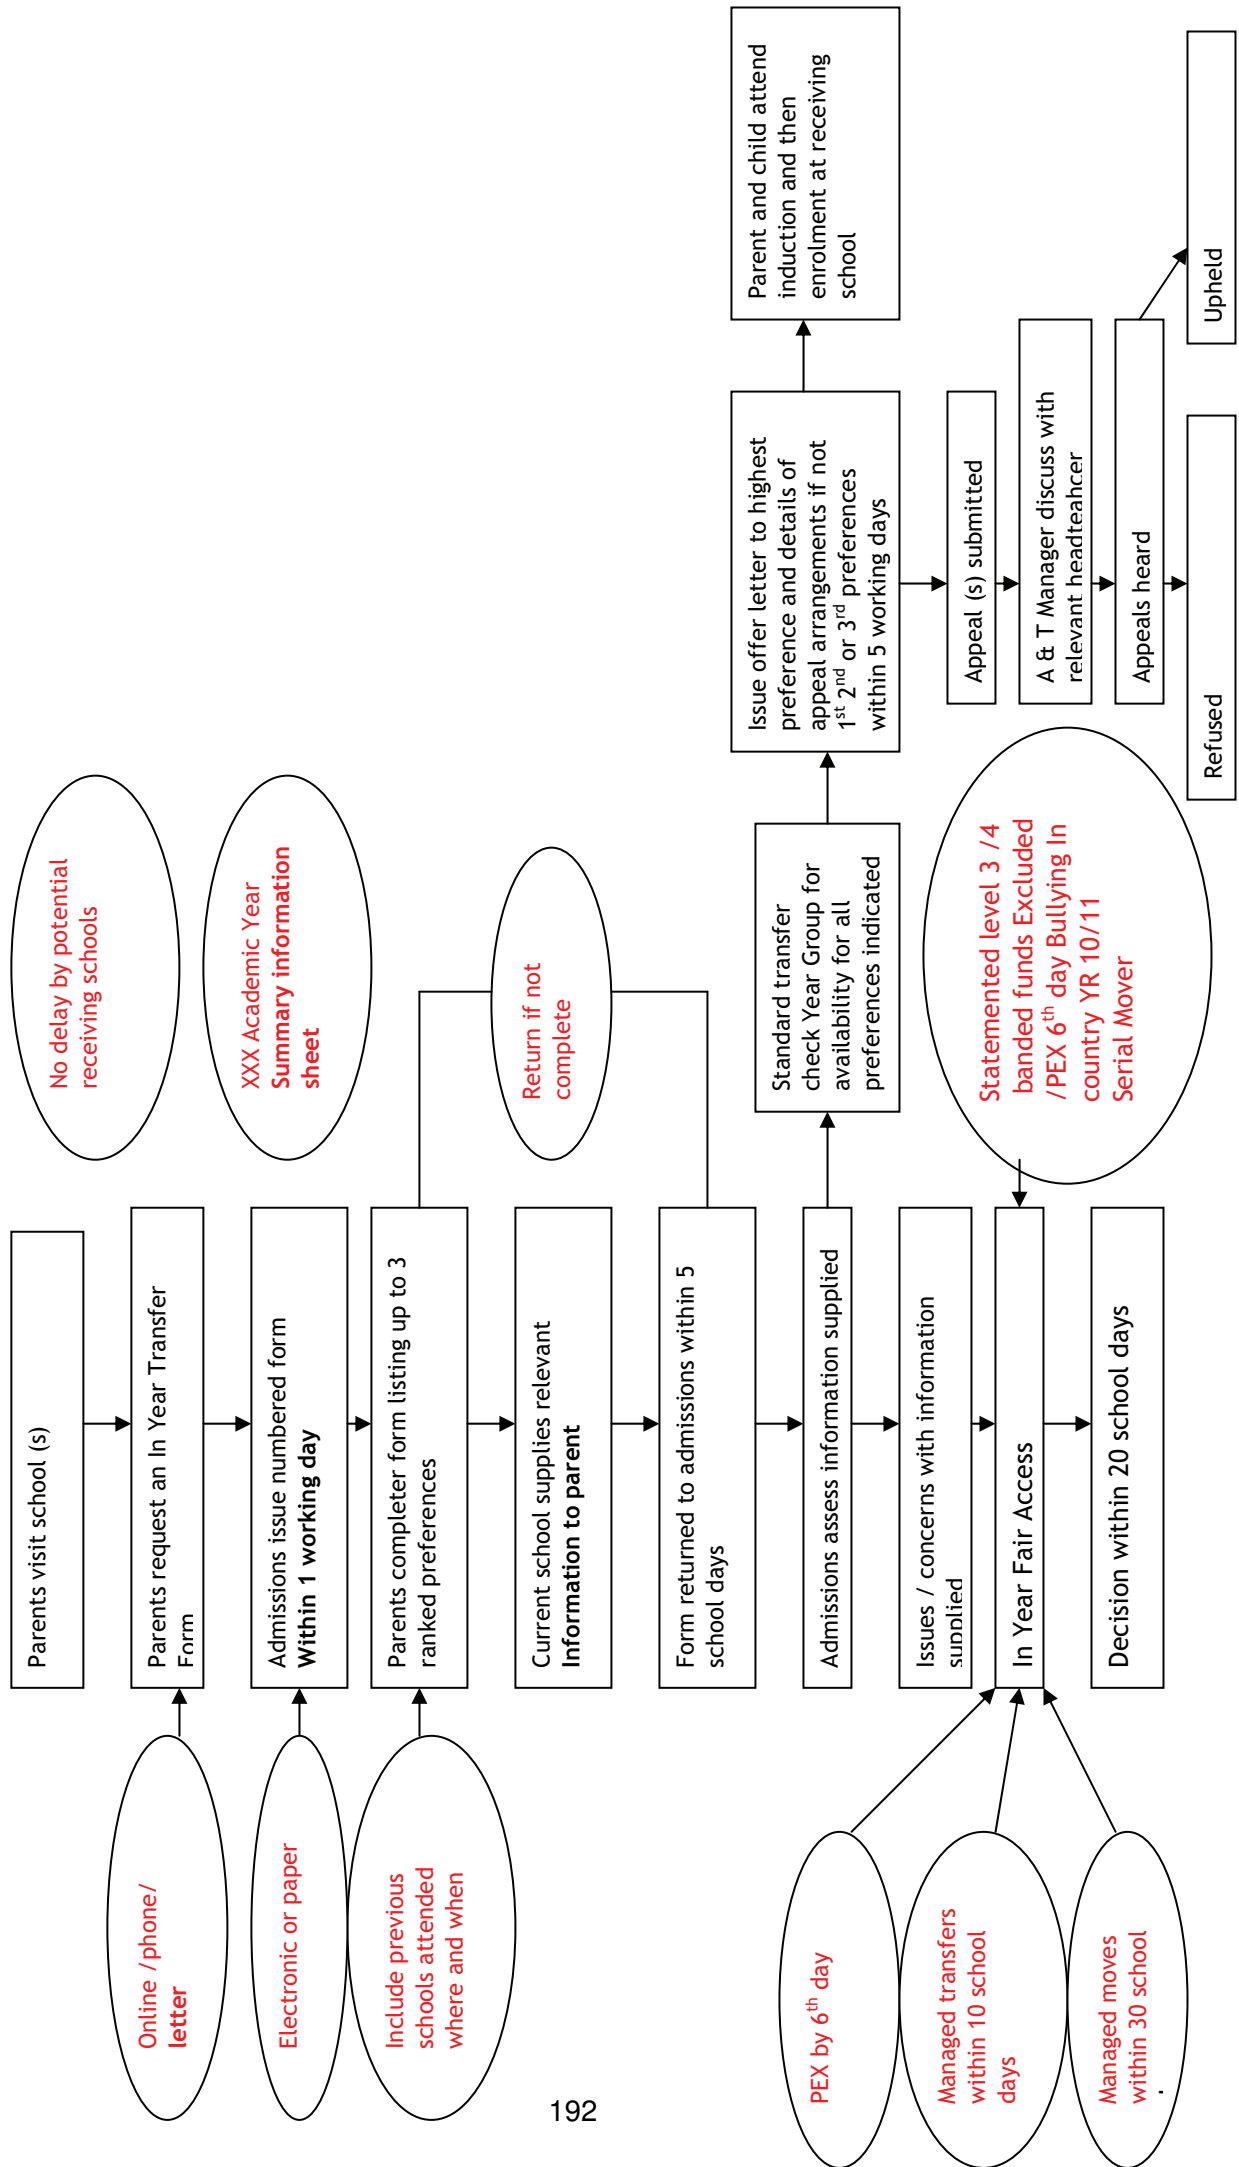 Parents visit school (s)
Parents request an In Year Transfer
Form
Admissions issue numbered form
Within 1 working day
Parents completer form listing up to 3
ranked preferences
Current school supplies relevant
Information to parent
Form returned to admissions within 5
school days
Admissions assess information supplied
Issues / concerns with information
supplied
In Year Fair Access
Decision within 20 school days
Online /phone/
letter
Electronic or paper
Include previous
schools attended
where and when
PEX by 6th day
Managed transfers
within 10 school
days
Managed moves
within 30 school
No delay by potential
receiving schools
XXX Academic Year
Summary information
sheet
Return if not
complete
Standard transfer
check Year Group for
availability for all
preferences indicated
Statemented level 3 /4
banded funds Excluded
/PEX 6th day Bullying In
country YR 10/11
Serial Mover
Issue offer letter to highest
preference and details of
appeal arrangements if not
1st 2nd or 3rd preferences
within 5 working days
Parent and child attend
induction and then
enrolment at receiving
school
Appeal (s) submitted
A & T Manager discuss with
relevant headteahcer
Appeals heard
Refused
Upheld
192